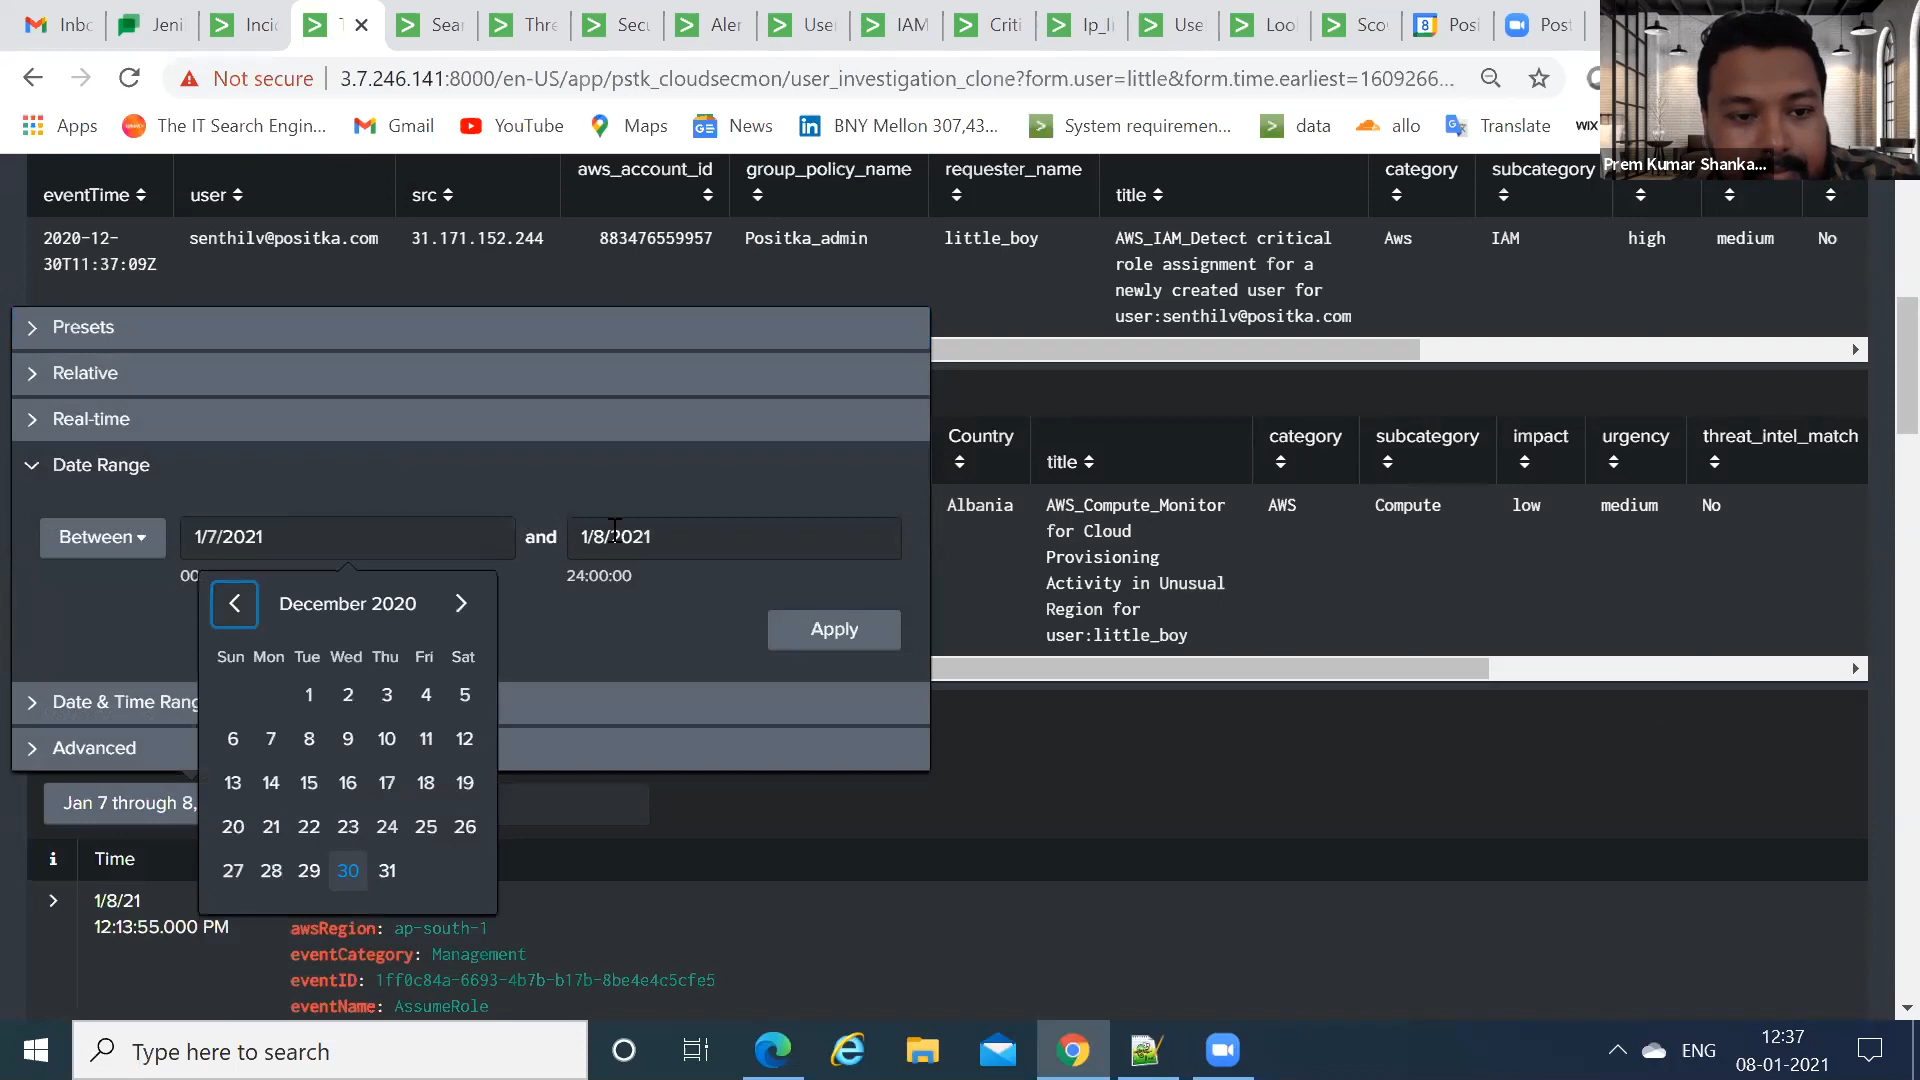 Inbo
Jeni
Incid
T
Sear
Thre
Secu
Aler
User
IAM
Criti
Ip_In
Use
Lool
Sco
Posi
Post
Not secure
3.7.246.141:8000/en-US/app/pstk_cloudsecmon/user_investigation_clone?form.user=little&form.time.earliest=1609266...
Apps
The IT Search Engin...
Gmail
YouTube
Maps
News
BNY Mellon 307,43...
System requiremen...
data
allo
Translate
WIX
Prem Kumar Shanka...
eventTime
user
src
aws_account_id
group_policy_name
requester_name
title
category
subcategory
2020-12-
30T11:37:09Z
senthilv@positka.com
31.171.152.244
883476559957
Positka_admin
little_boy
AWS_IAM_Detect critical
role assignment for a
newly created user for
user:senthilv@positka.com
Aws
IAM
high
medium
No
Presets
Relative
Real-time
Date Range
Between
1/7/2021
and
1/8/2021
00
24:00:00
Apply
December 2020
Sun Mon Tue Wed Thu Fri Sat
1 2 3 4 5
6 7 8 9 10 11 12
13 14 15 16 17 18 19
20 21 22 23 24 25 26
27 28 29 30 31
Date & Time Rang
Advanced
Country
title
category
subcategory
impact
urgency
threat_intel_match
Albania
AWS_Compute_Monitor
for Cloud
Provisioning
Activity in Unusual
Region for
user:little_boy
AWS
Compute
low
medium
No
Jan 7 through 8,
i
Time
1/8/21
12:13:55.000 PM
awsRegion: ap-south-1
eventCategory: Management
eventID: 1ff0c84a-6693-4b7b-b17b-8be4e4c5cfe5
eventName: AssumeRole
Type here to search
ENG
12:37
08-01-2021